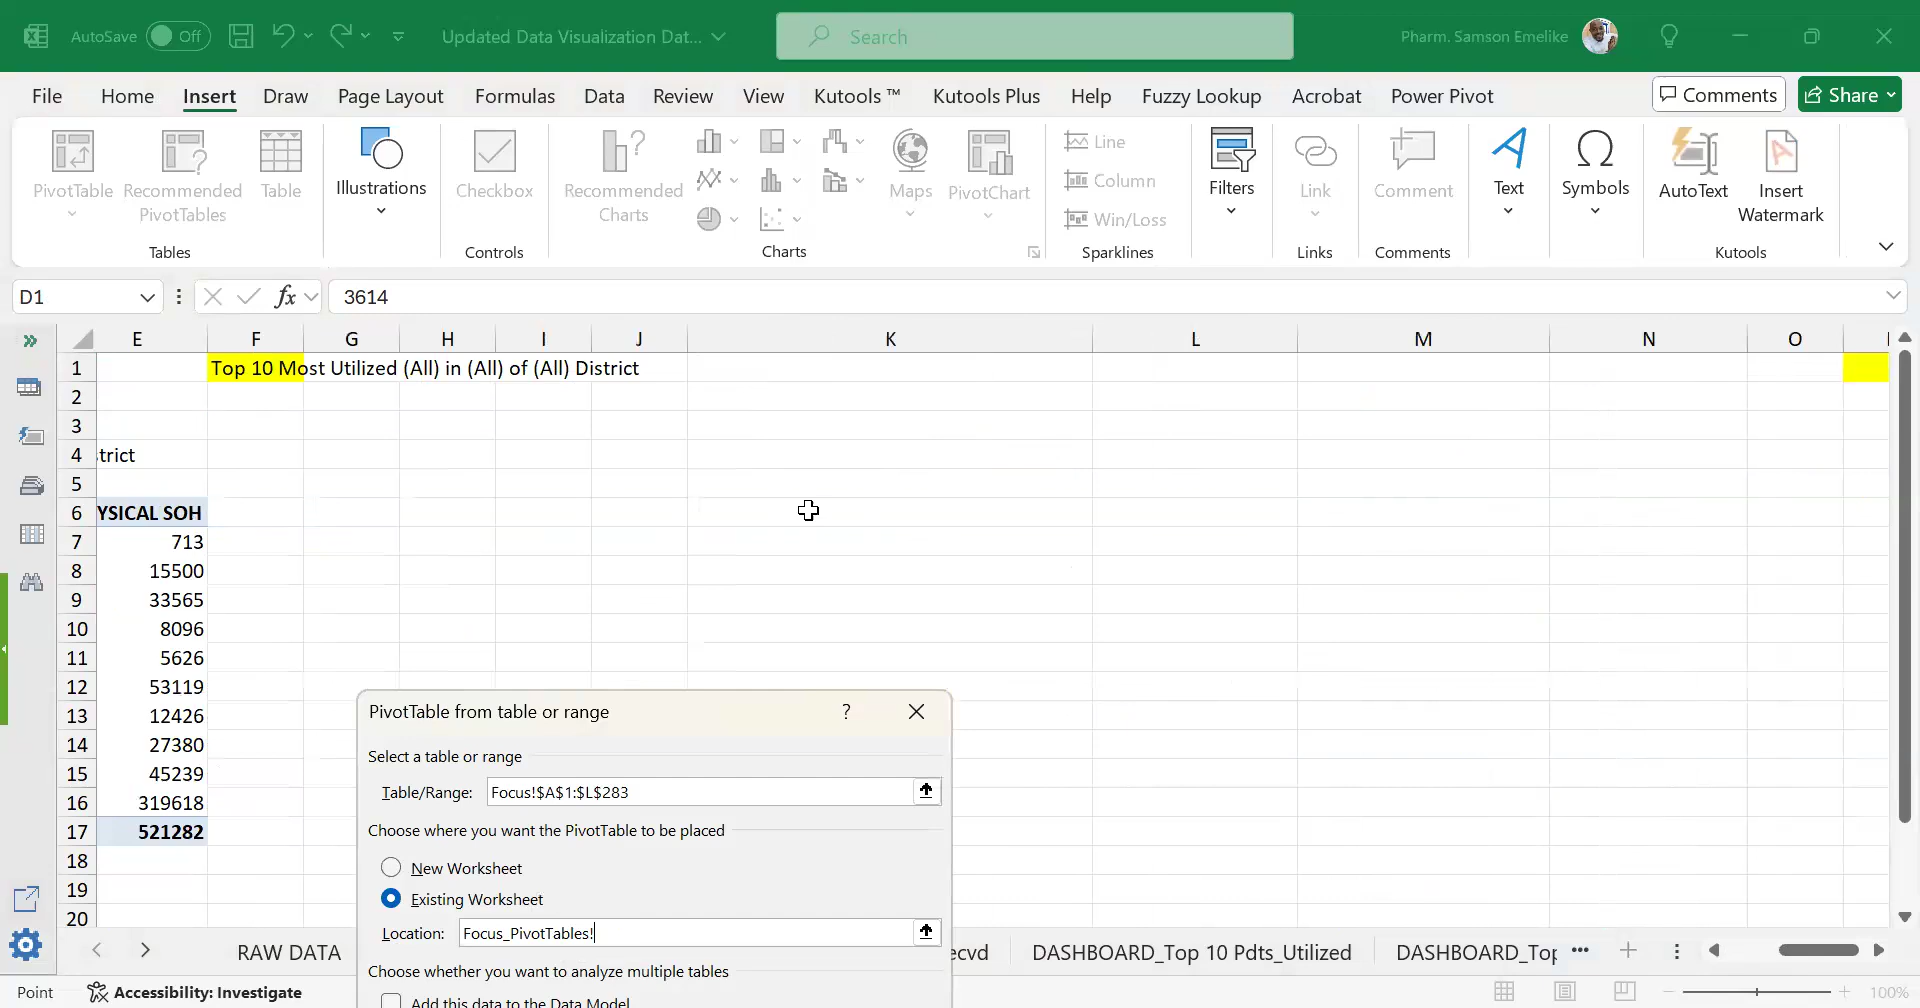 AutoSave Off Updated Data Visualization Dat... Search Pharm. Samson Emelike
File Home Insert Draw Page Layout Formulas Data Review View Kutools ™ Kutools Plus Help Fuzzy Lookup Acrobat Power Pivot Comments Share
PivotTable Recommended PivotTables Table Illustrations Checkbox Recommended Charts Maps PivotChart Line Column Win/Loss Filters Link Comment Text Symbols AutoText Insert Watermark
Tables Controls Charts Sparklines Links Comments Kutools
D1 fx 3614
E F G H I J K L M N O
1 Top 10 Most Utilized (All) in (All) of (All) District
2
3
4 trict
5
6 YSICAL SOH
7 713
8 15500
9 33565
10 8096
11 5626
12 53119
13 12426
14 27380
15 45239
16 319618
17 521282
18
19
20
PivotTable from table or range ?
Select a table or range
Table/Range: Focus!$A$1:$L$283
Choose where you want the PivotTable to be placed
New Worksheet
Existing Worksheet
Location: Focus_PivotTables!
Choose whether you want to analyze multiple tables
Add this data to the Data Model
RAW DATA ecvd DASHBOARD_Top 10 Pdts_Utilized DASHBOARD_Top ...
Point Accessibility: Investigate 100%